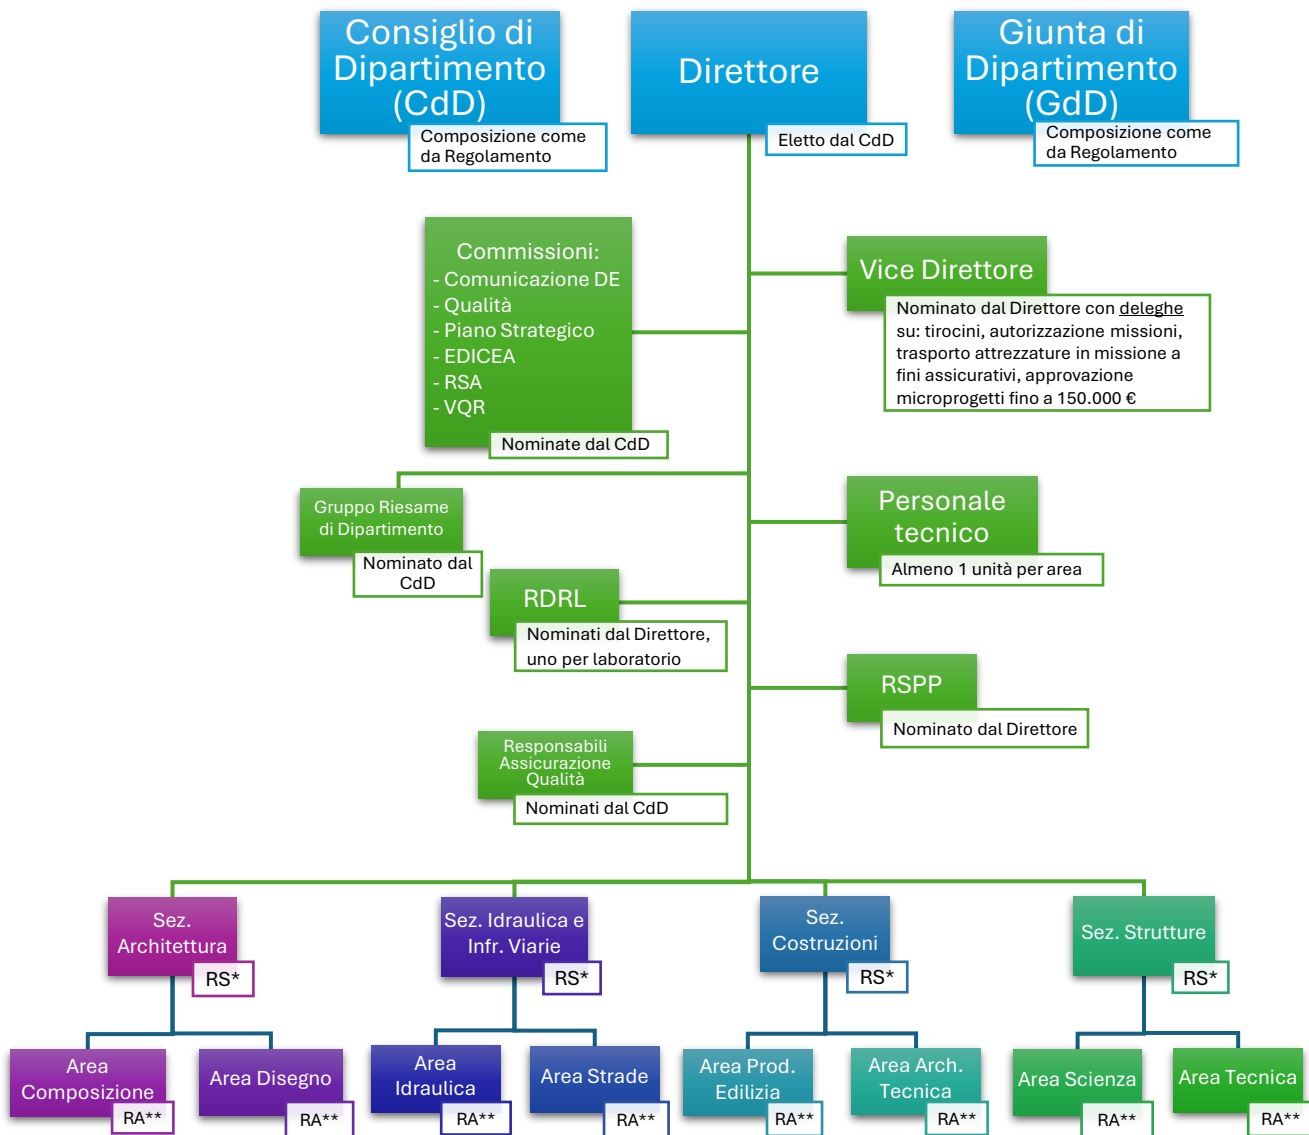 Consiglio di
Dipartimento
(CdD)
Composizione come
da Regolamento
Direttore
Eletto dal CdD
Giunta di
Dipartimento
(GdD)
Composizione come
da Regolamento
Commissioni:
- Comunicazione DE
- Qualità
- Piano Strategico
- EDICEA
- RSA
- VQR
Nominate dal CdD
Vice Direttore
Nominato dal Direttore con deleghe
su: tirocini, autorizzazione missioni,
trasporto attrezzature in missione a
fini assicurativi, approvazione
microprogetti fino a 150.000 €
Gruppo Riesame
di Dipartimento
Nominato dal
CdD
Personale
tecnico
Almeno 1 unità per area
RDRL
Nominati dal Direttore,
uno per laboratorio
RSPP
Nominato dal Direttore
Responsabili
Assicurazione
Qualità
Nominati dal CdD
Sez.
Architettura
RS*
Sez. Idraulica e
Infr. Viarie
RS*
Sez.
Costruzioni
RS*
Sez. Strutture
RS*
Area
Composizione
RA**
Area Disegno
RA**
Area
Idraulica
RA**
Area Strade
RA**
Area Prod.
Edilizia
RA**
Area Arch.
Tecnica
RA**
Area Scienza
RA**
Area Tecnica
RA**